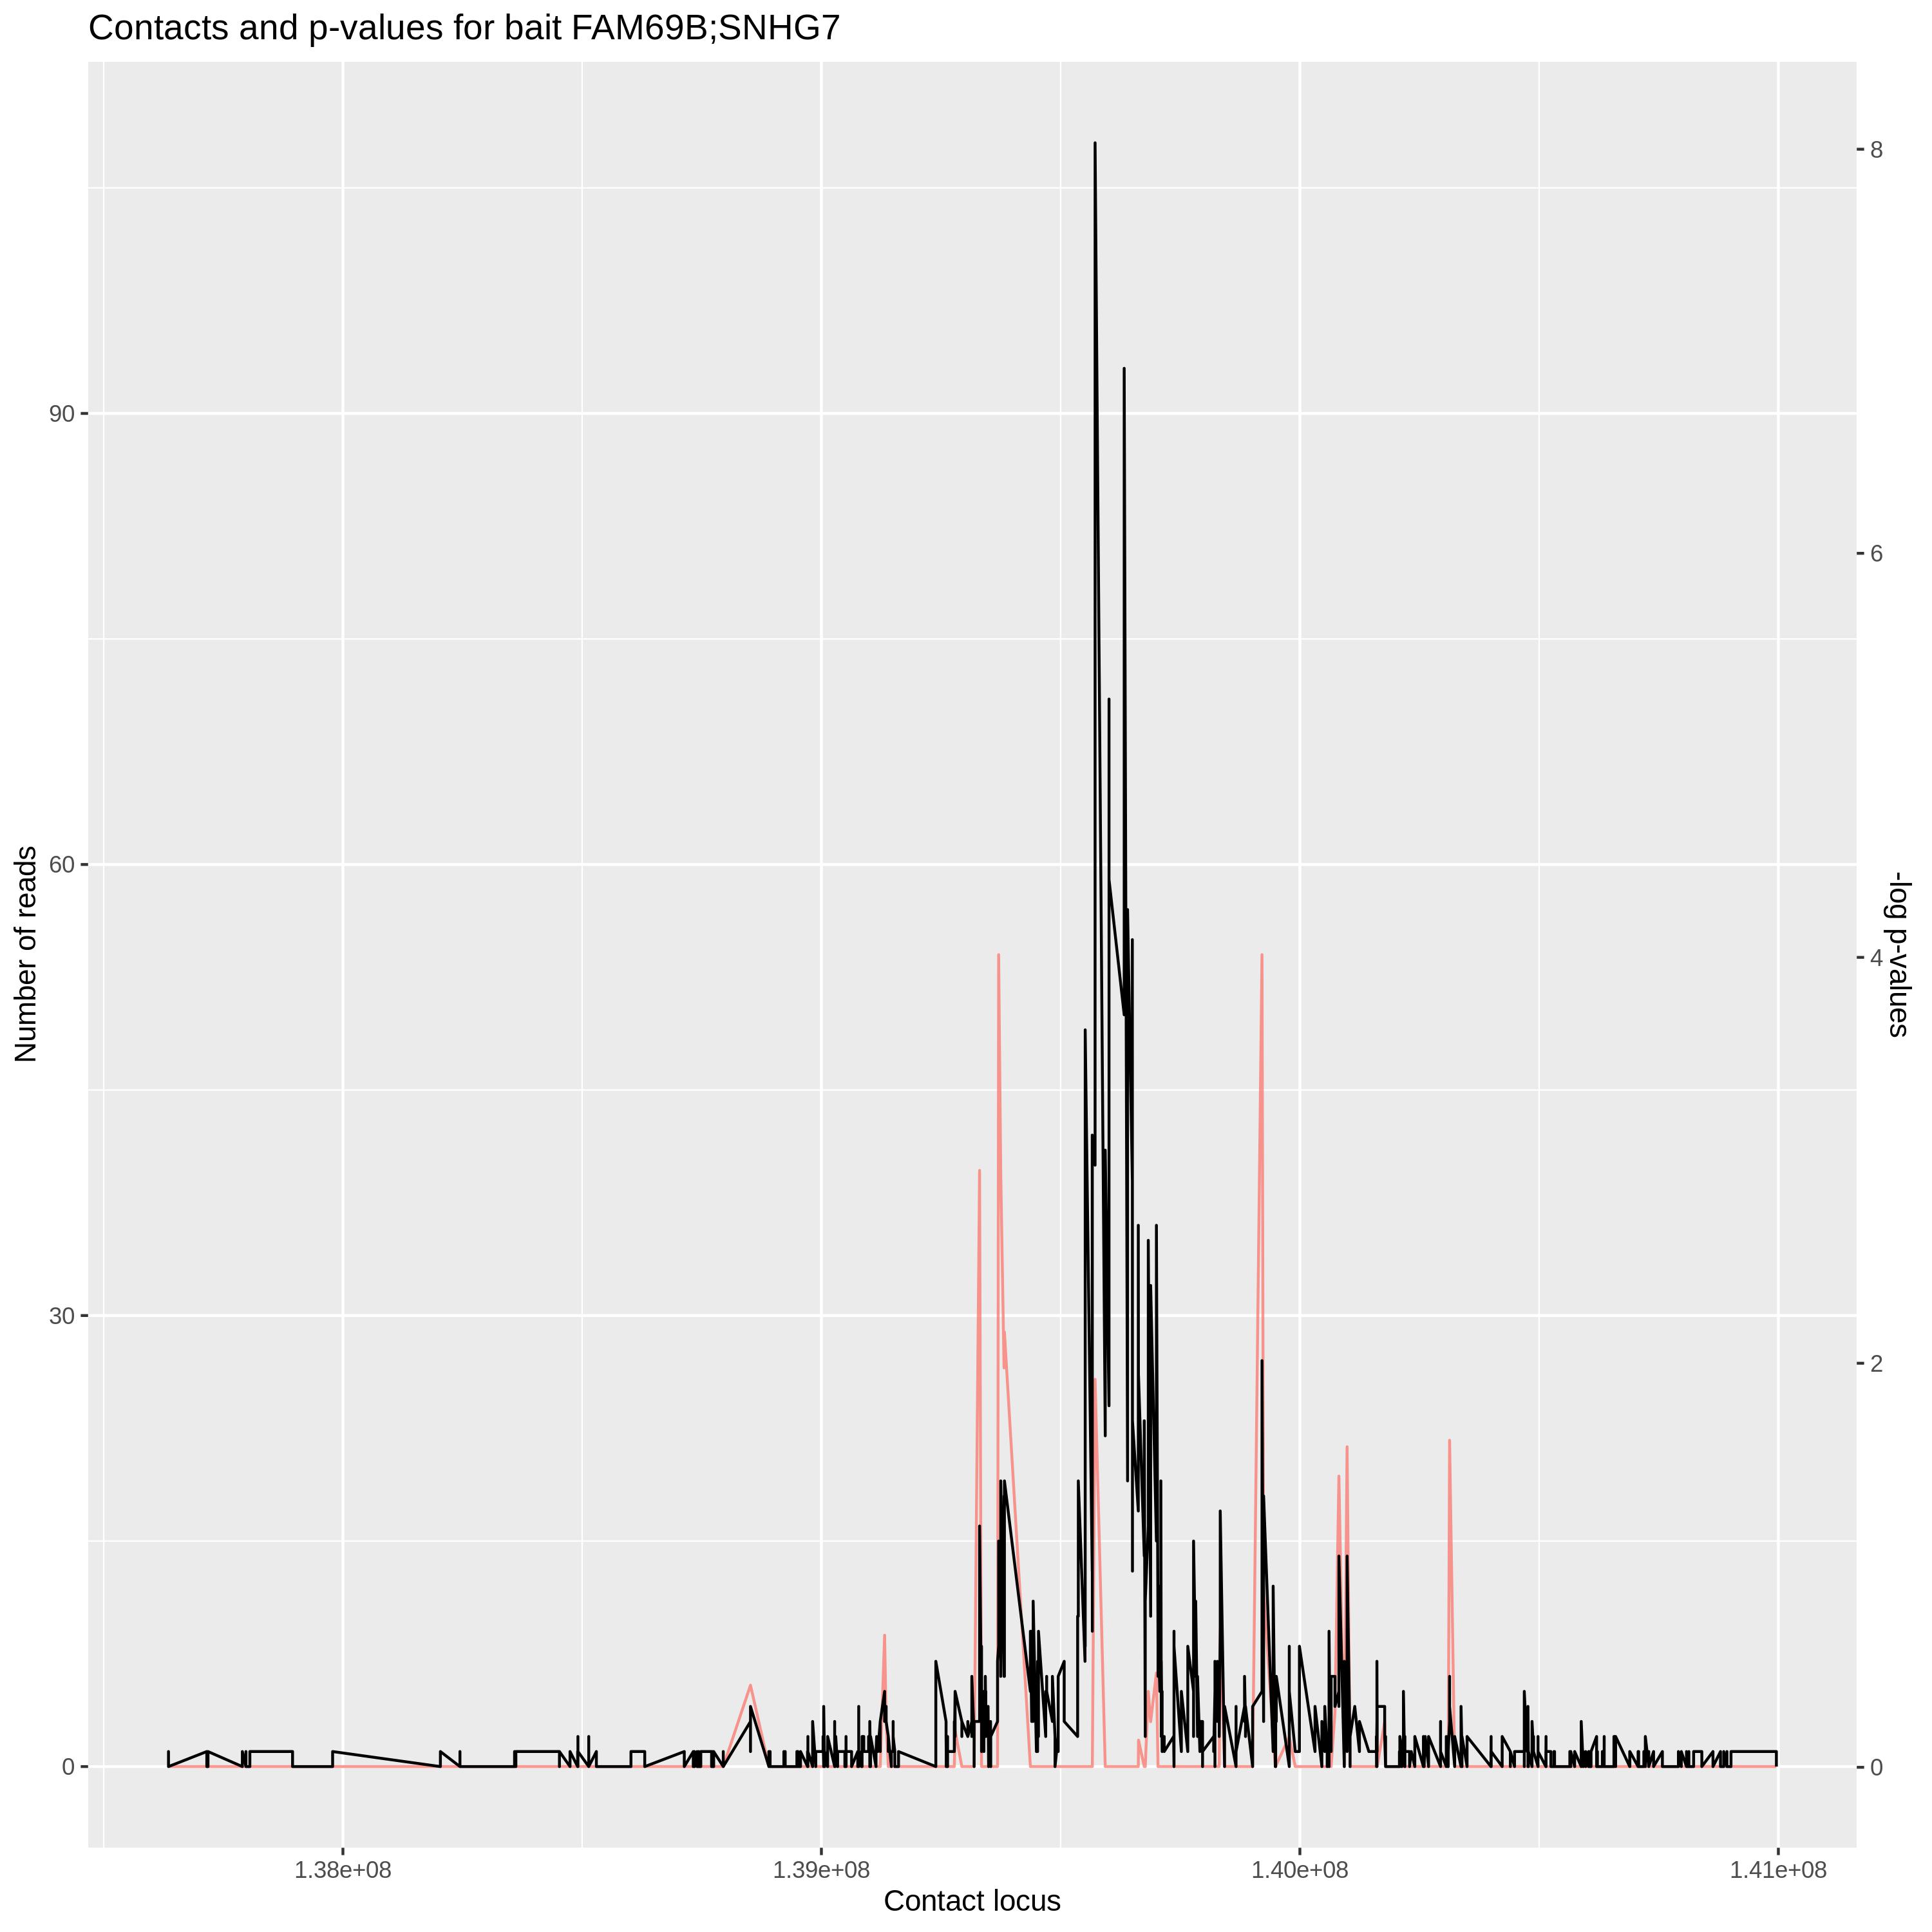 Contacts and p-values for bait FAM69B;SNHG7
Number of reads
90
60
30
0
8
6
4
2
0
-log p-values
1.38e+08
1.39e+08
1.40e+08
1.41e+08
Contact locus